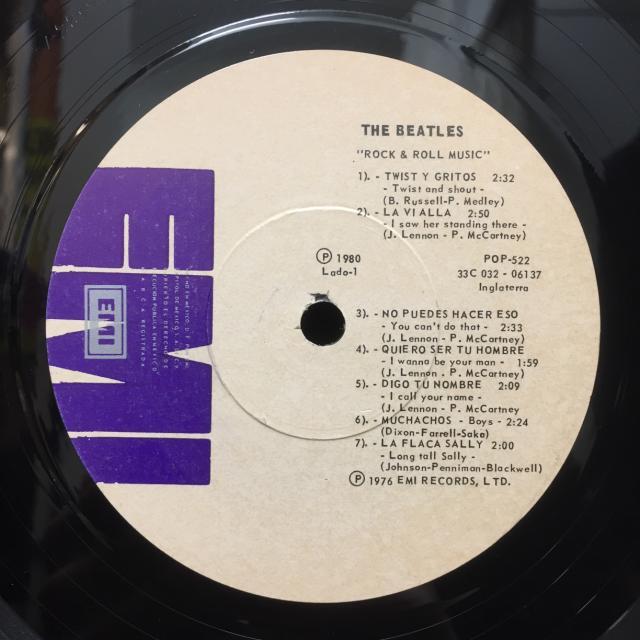 THE BEATLES
"ROCK & ROLL MUSIC"
1). - TWIST Y GRITOS 2:32
- Twist and shout -
(B. Russell-P. Medley)
2). - LA VI ALLA 2:50
- I saw her standing there -
(J. Lennon - P. McCartney)
Ⓟ 1980
Lado-1
POP-522
33C 032 - 06137
Inglaterra
3). - NO PUEDES HACER ESO
- You can't do that - 2:33
(J. Lennon - P. McCartney)
4). - QUIERO SER TU HOMBRE
- I wanna be your man - 1:59
(J. Lennon - P. McCartney)
5). - DIGO TU NOMBRE 2:09
- I call your name -
(J. Lennon - P. McCartney
6). - MUCHACHOS - Boys - 2:24
(Dixon-Farrell-Saka)
7). - LA FLACA SALLY 2:00
- Long tall Sally -
(Johnson-Penniman-Blackwell)
Ⓟ 1976 EMI RECORDS, LTD.
EMI
EMI
REGISTRADA